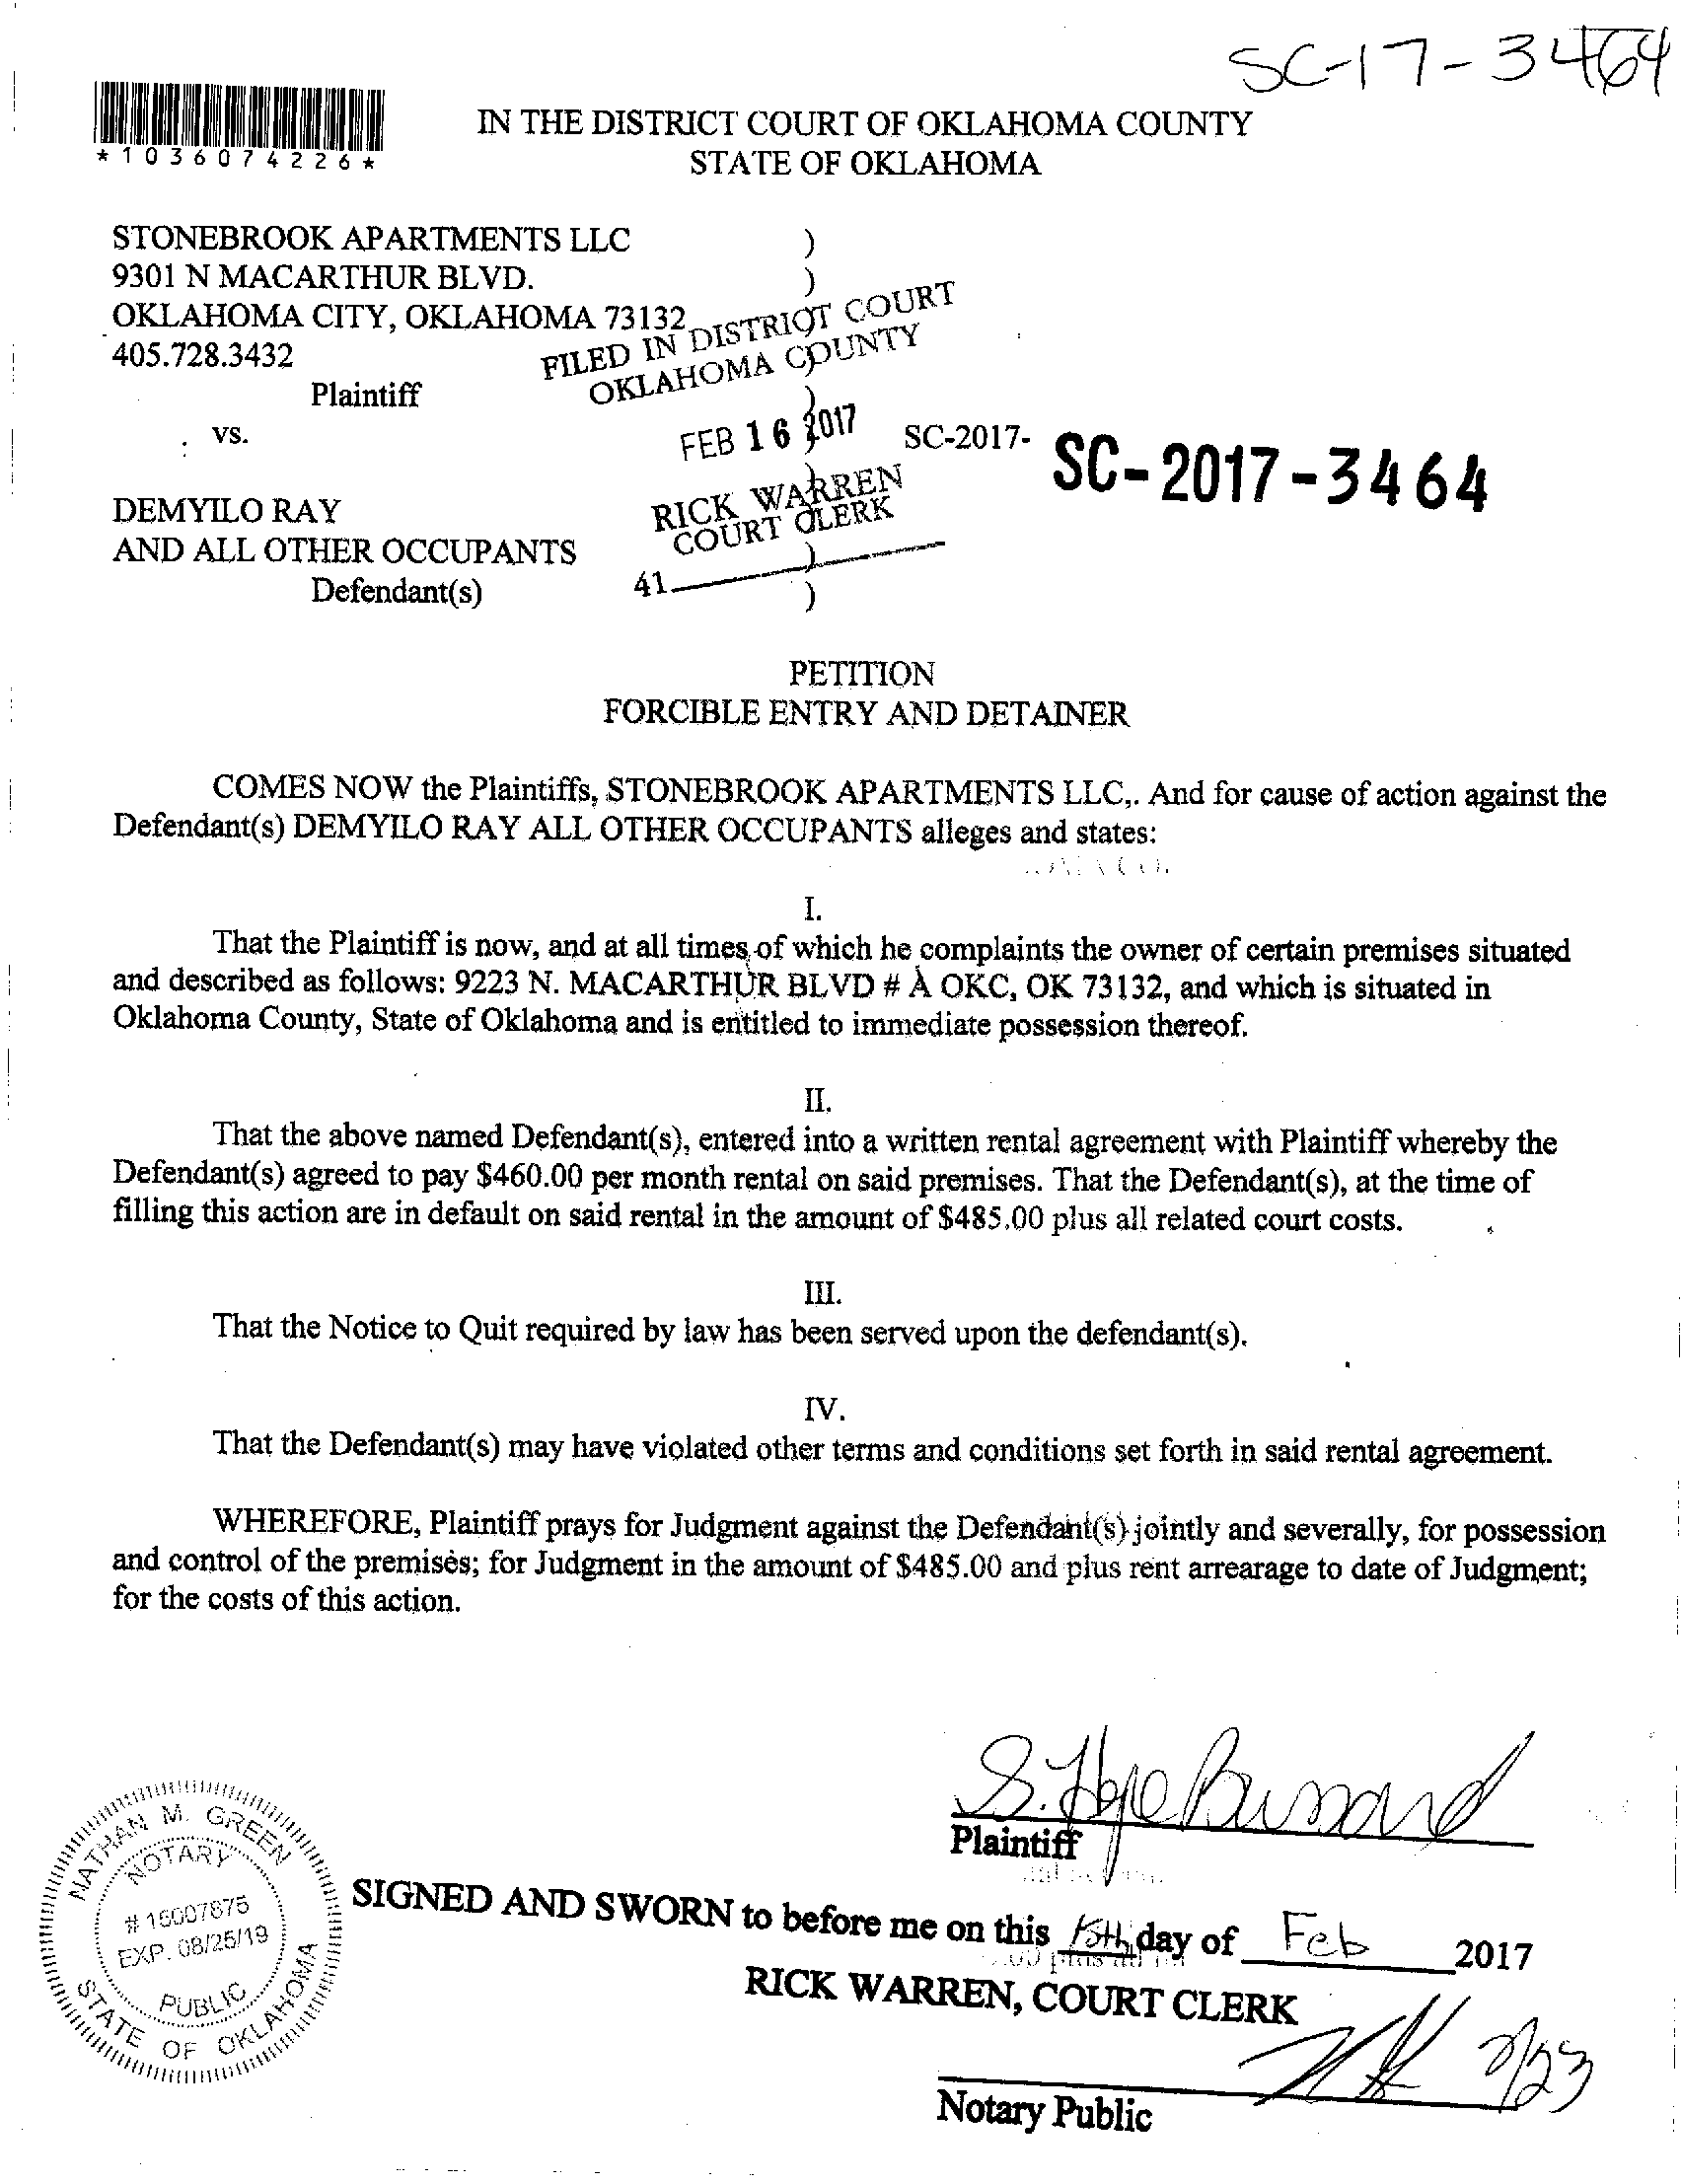 SC-17-3464
*1036074226*
IN THE DISTRICT COURT OF OKLAHOMA COUNTY
STATE OF OKLAHOMA
STONEBROOK APARTMENTS LLC )
9301 N MACARTHUR BLVD. )
OKLAHOMA CITY, OKLAHOMA 73132
405.728.3432
Plaintiff
vs.
FILED IN DISTRICT COURT
OKLAHOMA COUNTY
FEB 16 2017
RICK WARREN
COURT CLERK
41
SC-2017- SC-2017-3464
DEMYILO RAY
AND ALL OTHER OCCUPANTS )
Defendant(s) )
PETITION
FORCIBLE ENTRY AND DETAINER
COMES NOW the Plaintiffs, STONEBROOK APARTMENTS LLC,. And for cause of action against the
Defendant(s) DEMYILO RAY ALL OTHER OCCUPANTS alleges and states:
I.
That the Plaintiff is now, and at all times of which he complaints the owner of certain premises situated
and described as follows: 9223 N. MACARTHUR BLVD # A OKC, OK 73132, and which is situated in
Oklahoma County, State of Oklahoma and is entitled to immediate possession thereof.
II.
That the above named Defendant(s), entered into a written rental agreement with Plaintiff whereby the
Defendant(s) agreed to pay $460.00 per month rental on said premises. That the Defendant(s), at the time of
filling this action are in default on said rental in the amount of $485.00 plus all related court costs.
III.
That the Notice to Quit required by law has been served upon the defendant(s).
IV.
That the Defendant(s) may have violated other terms and conditions set forth in said rental agreement.
WHEREFORE, Plaintiff prays for Judgment against the Defendant(s) jointly and severally, for possession
and control of the premises; for Judgment in the amount of $485.00 and plus rent arrearage to date of Judgment;
for the costs of this action.
Plaintiff
NATHAN M. GREEN
NOTARY
EXP. 08/25/19
PUBLIC
STATE OF OKLAHOMA
SIGNED AND SWORN to before me on this 15th day of Feb 2017
RICK WARREN, COURT CLERK
2/23
Notary Public